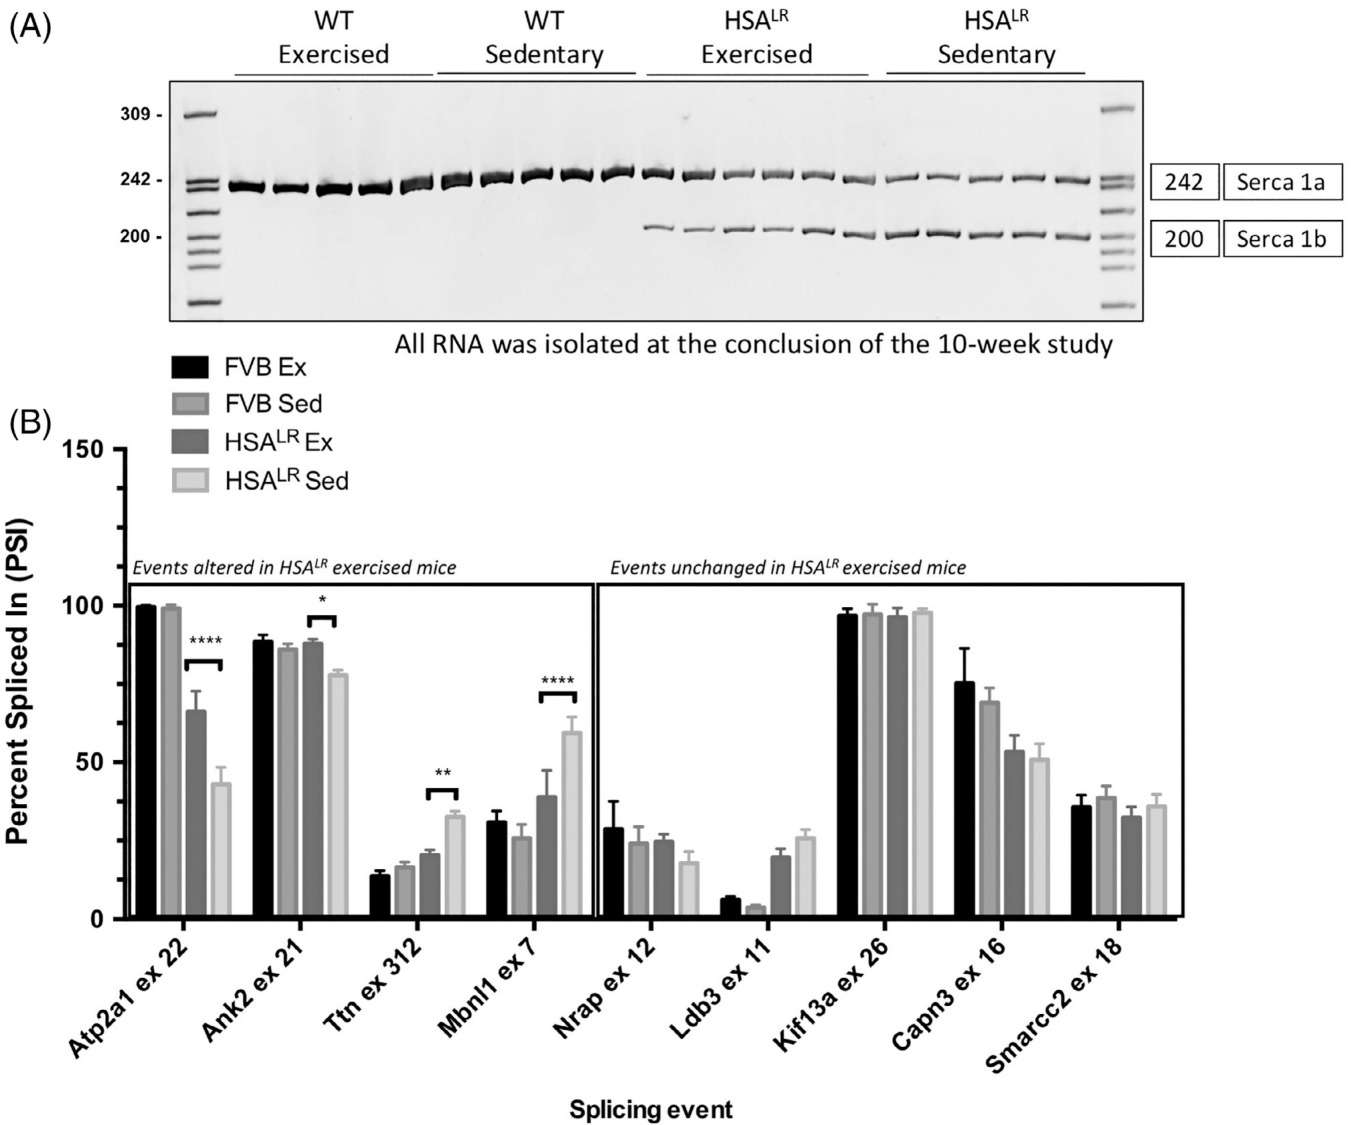 (A)
WT
Exercised
WT
Sedentary
HSALR
Exercised
HSALR
Sedentary
309 -
242 -
200 -
242 Serca 1a
200 Serca 1b
All RNA was isolated at the conclusion of the 10-week study
FVB Ex
FVB Sed
HSALR Ex
HSALR Sed
(B)
150
100
50
0
Percent Spliced In (PSI)
Events altered in HSALR exercised mice
Events unchanged in HSALR exercised mice
****
*
**
****
Atp2a1 ex 22
Ank2 ex 21
Ttn ex 312
Mbnl1 ex 7
Nrap ex 12
Ldb3 ex 11
Kif13a ex 26
Capn3 ex 16
Smarcc2 ex 18
Splicing event